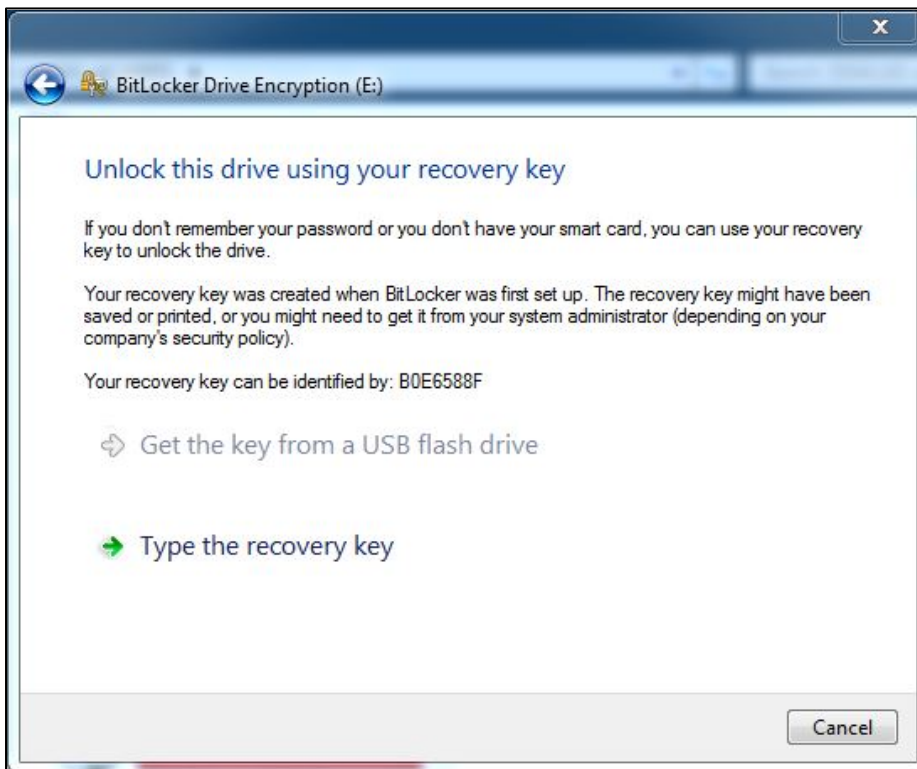 x
BitLocker Drive Encryption (E:)
Unlock this drive using your recovery key
If you don't remember your password or you don't have your smart card, you can use your recovery
key to unlock the drive.
Your recovery key was created when BitLocker was first set up. The recovery key might have been
saved or printed, or you might need to get it from your system administrator (depending on your
company's security policy).
Your recovery key can be identified by: B0E6588F
Get the key from a USB flash drive
Type the recovery key
Cancel